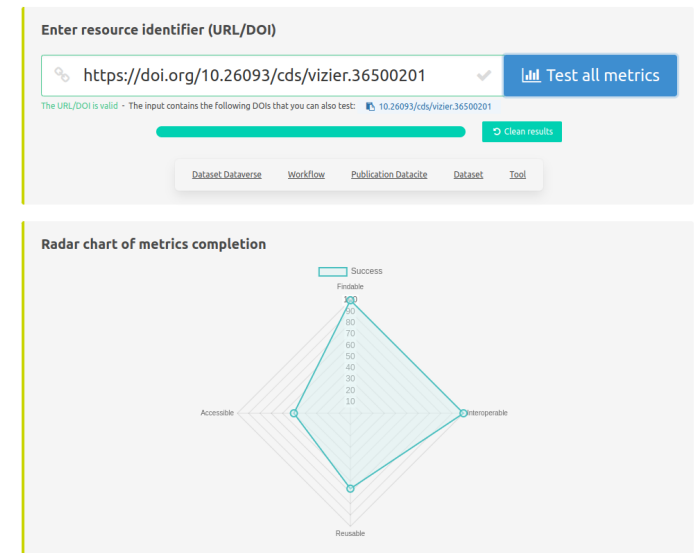 Enter resource identifier (URL/DOI)
https://doi.org/10.26093/cds/vizier.36500201
Test all metrics
The URL/DOI is valid - The input contains the following DOIs that you can also test: 10.26093/cds/vizier.36500201
Clean results
Dataset Dataverse Workflow Publication Datacite Dataset Tool
Radar chart of metrics completion
Success
Findable
100
90
80
70
60
50
40
30
20
10
Accessible
Interoperable
Reusable